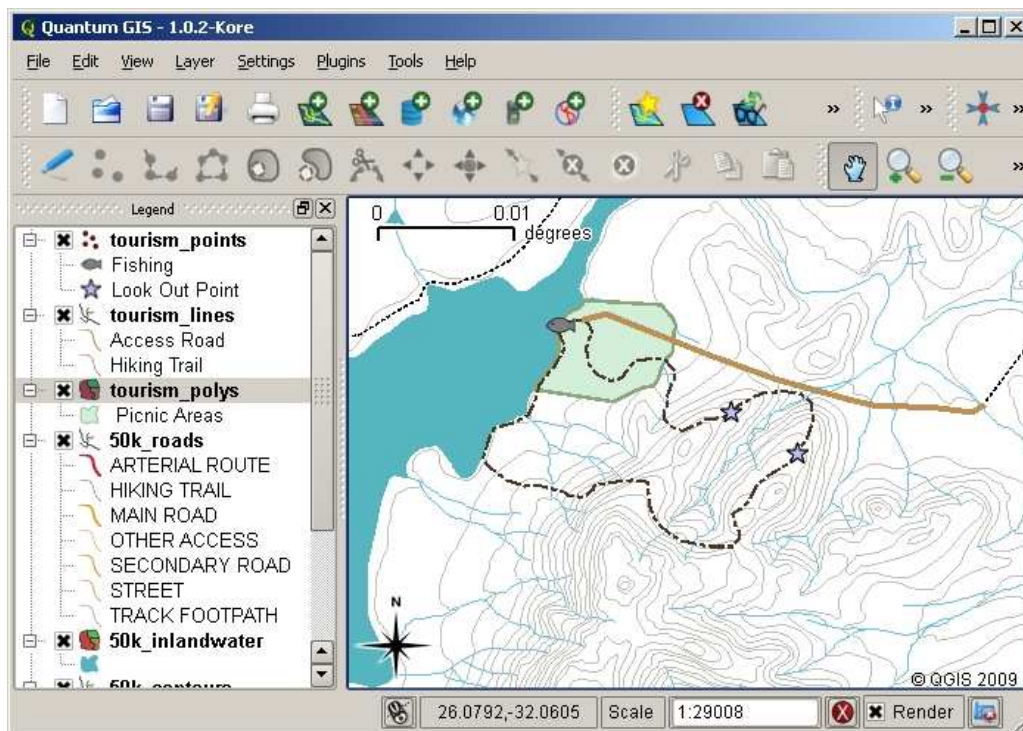 Quantum GIS - 1.0.2-Kore
File Edit View Layer Settings Plugins Tools Help
Legend
tourism_points
Fishing
Look Out Point
tourism_lines
Access Road
Hiking Trail
tourism_polys
Picnic Areas
50k_roads
ARTERIAL ROUTE
HIKING TRAIL
MAIN ROAD
OTHER ACCESS
SECONDARY ROAD
STREET
TRACK FOOTPATH
50k_inlandwater
50k_contours
0 0.01
degrees
N
© QGIS 2009
26.0792,-32.0605 Scale 1:29008 Render